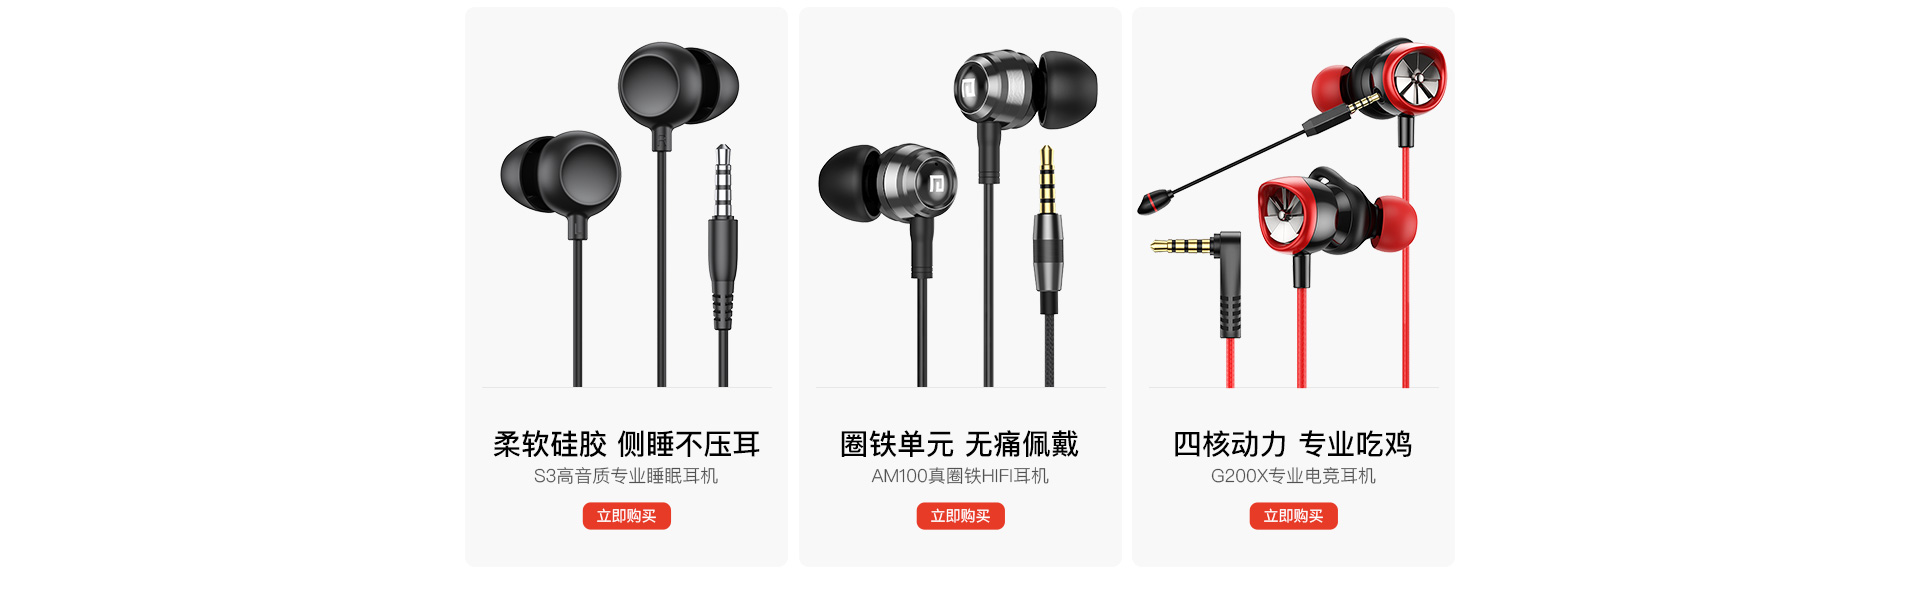 柔软硅胶 侧睡不压耳
S3高音质专业睡眠耳机
立即购买
圈铁单元 无痛佩戴
AM100真圈铁HIFI耳机
立即购买
四核动力 专业吃鸡
G200X专业电竞耳机
立即购买